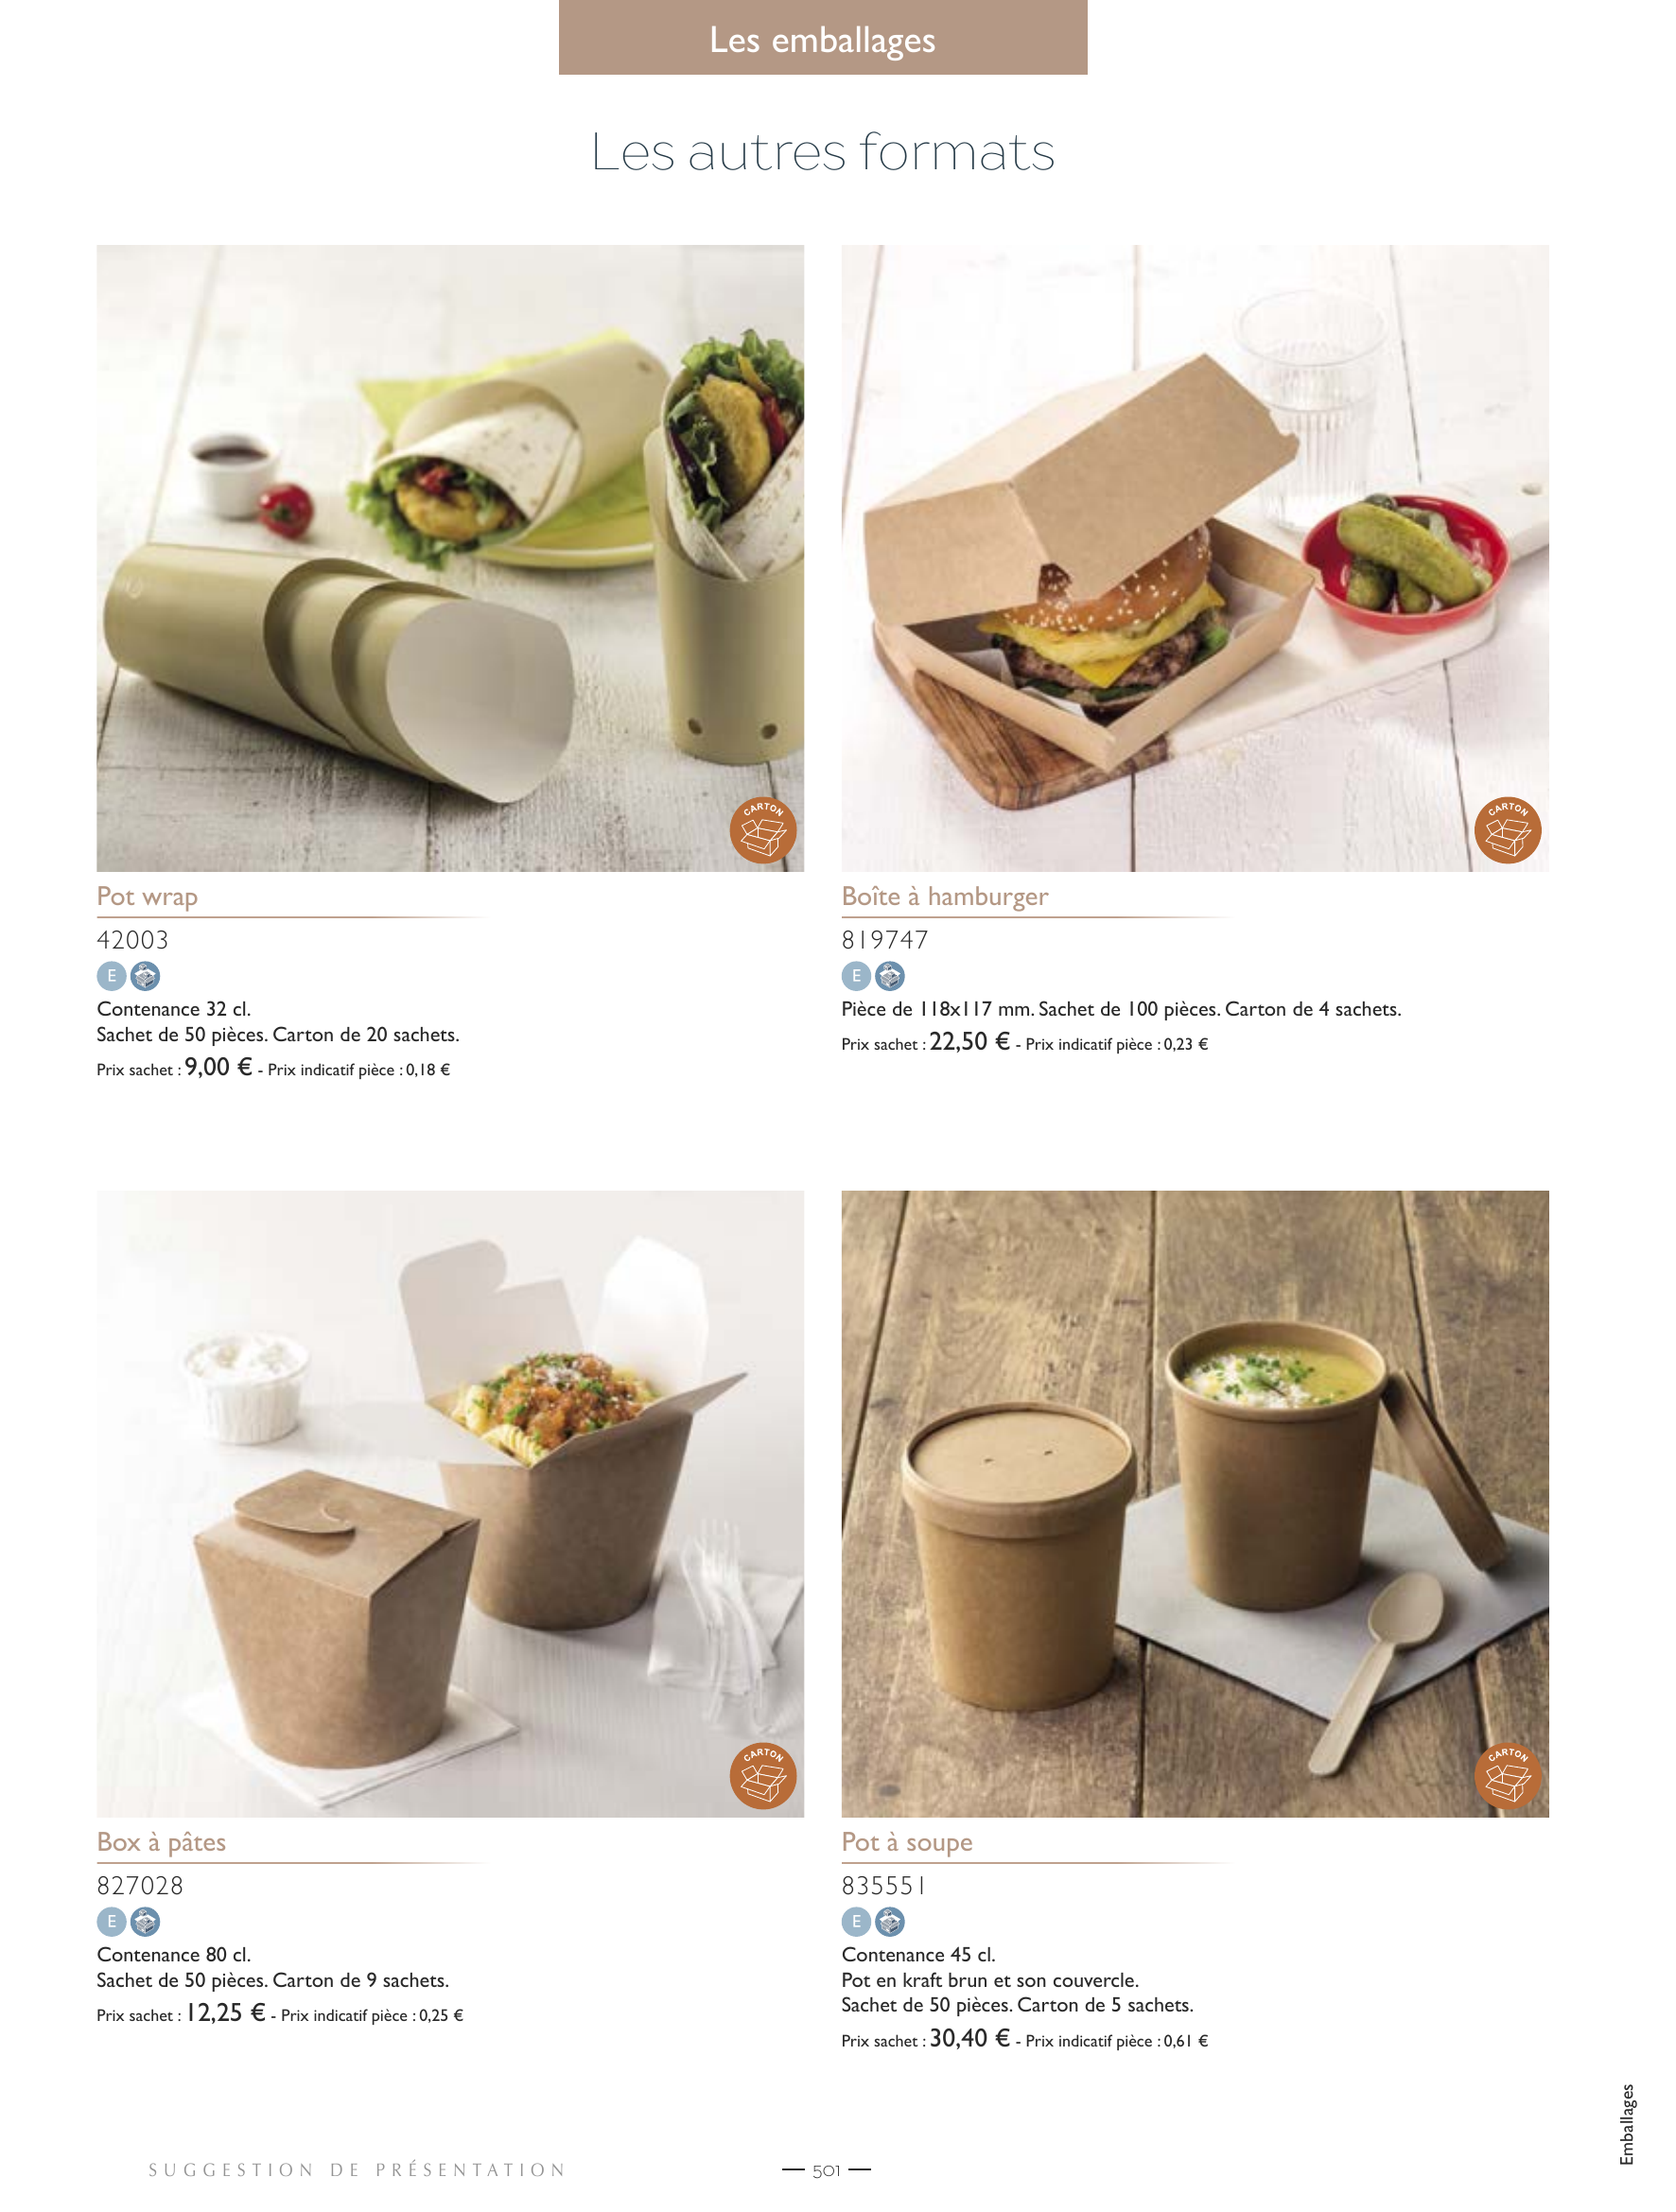 Les emballages
Les autres formats
CARTON
CARTON
Pot wrap
42003
E
Contenance 32 cl.
Sachet de 50 pièces. Carton de 20 sachets.
Prix sachet : 9,00 € - Prix indicatif pièce : 0,18 €
Boîte à hamburger
819747
E
Pièce de 118x117 mm. Sachet de 100 pièces. Carton de 4 sachets.
Prix sachet : 22,50 € - Prix indicatif pièce : 0,23 €
CARTON
CARTON
Box à pâtes
827028
E
Contenance 80 cl.
Sachet de 50 pièces. Carton de 9 sachets.
Prix sachet : 12,25 € - Prix indicatif pièce : 0,25 €
Pot à soupe
835551
E
Contenance 45 cl.
Pot en kraft brun et son couvercle.
Sachet de 50 pièces. Carton de 5 sachets.
Prix sachet : 30,40 € - Prix indicatif pièce : 0,61 €
Emballages
SUGGESTION DE PRÉSENTATION
— 501 —